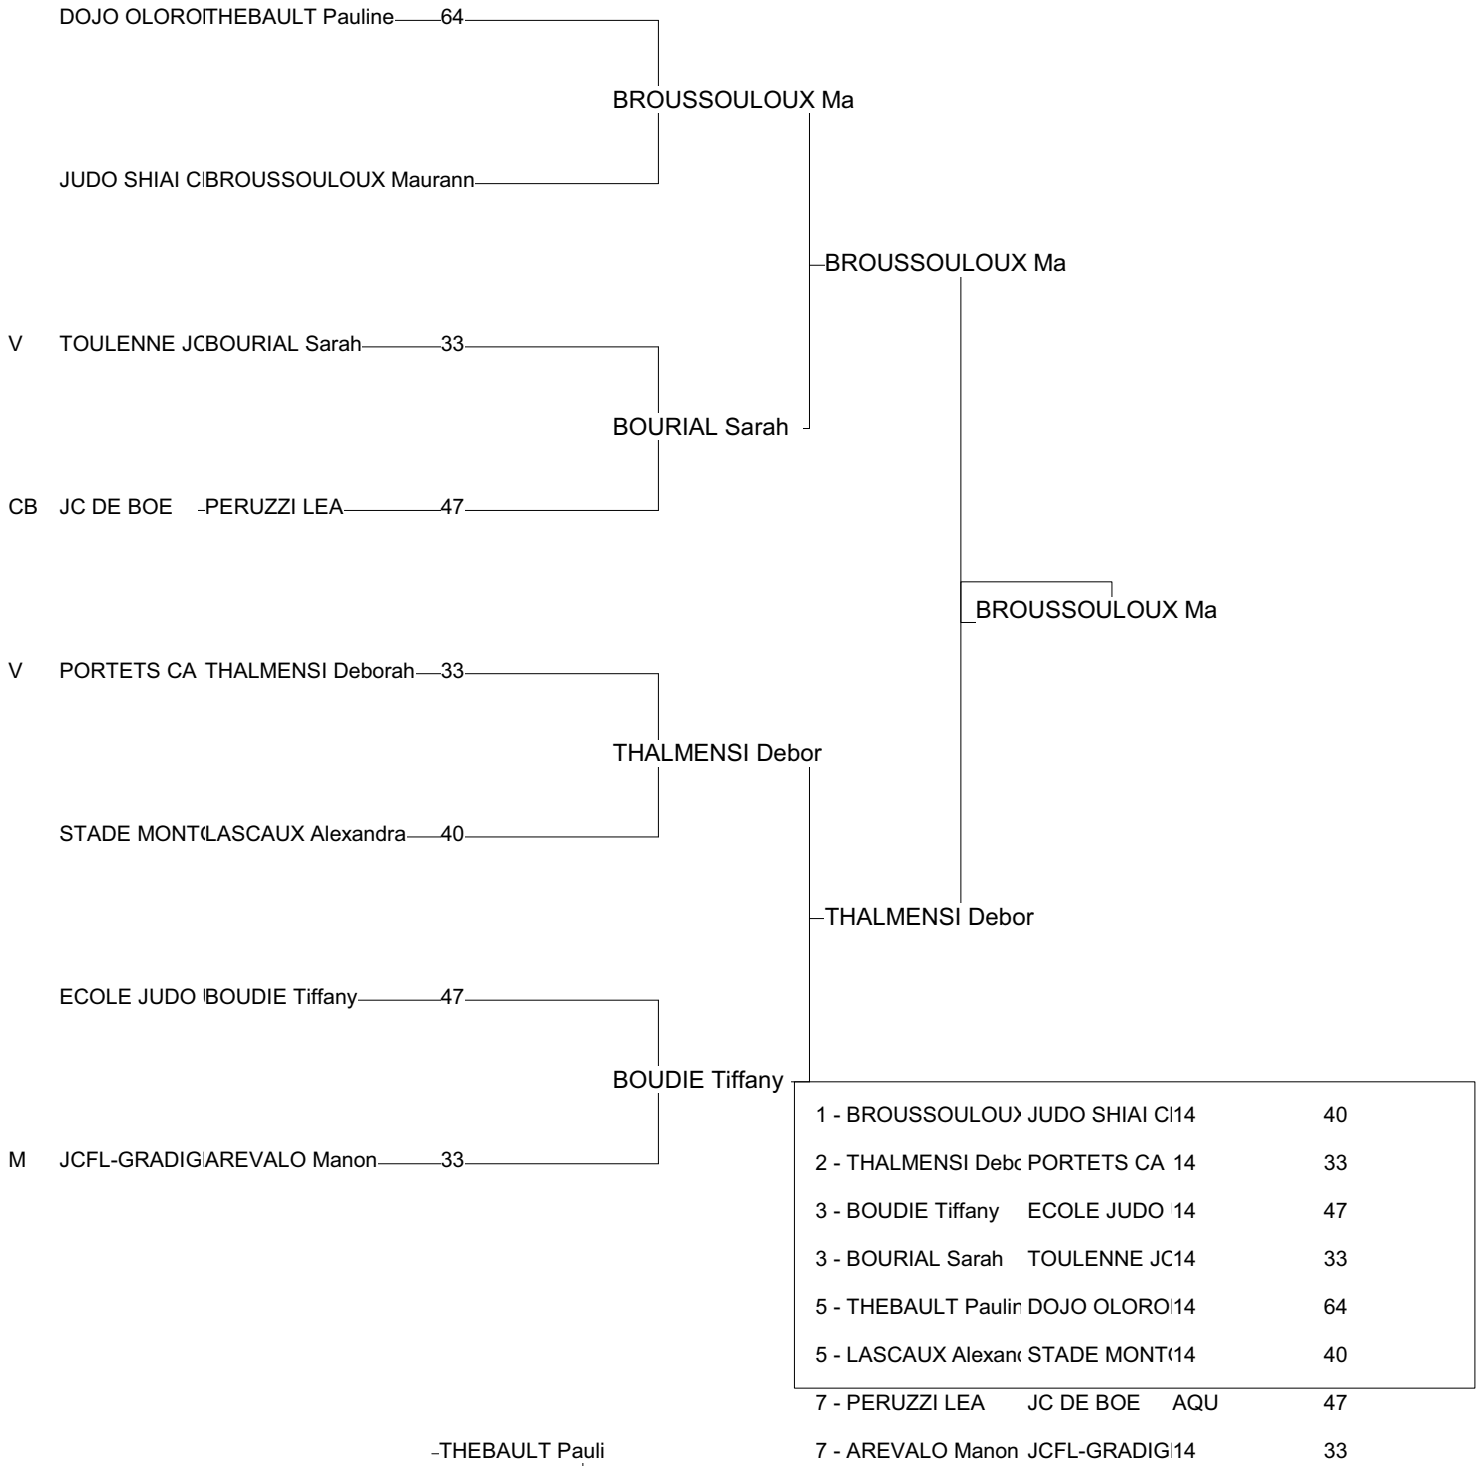 DOJO OLORO THEBAULT Pauline 64
BROUSSOULOUX Ma
JUDO SHIAI C BROUSSOULOUX Maurann
BROUSSOULOUX Ma
V TOULENNE JC BOURIAL Sarah 33
BOURIAL Sarah
CB JC DE BOE PERUZZI LEA 47
BROUSSOULOUX Ma
V PORTETS CA THALMENSI Deborah 33
THALMENSI Debor
STADE MONT LASCAUX Alexandra 40
THALMENSI Debor
ECOLE JUDO BOUDIE Tiffany 47
BOUDIE Tiffany
M JCFL-GRADIG AREVALO Manon 33
1 - BROUSSOULOUX JUDO SHIAI C 14 40
2 - THALMENSI Debo PORTETS CA 14 33
3 - BOUDIE Tiffany ECOLE JUDO 14 47
3 - BOURIAL Sarah TOULENNE JC 14 33
5 - THEBAULT Paulin DOJO OLORO 14 64
5 - LASCAUX Alexan STADE MONT 14 40
7 - PERUZZI LEA JC DE BOE AQU 47
7 - AREVALO Manon JCFL-GRADIG 14 33
THEBAULT Pauli